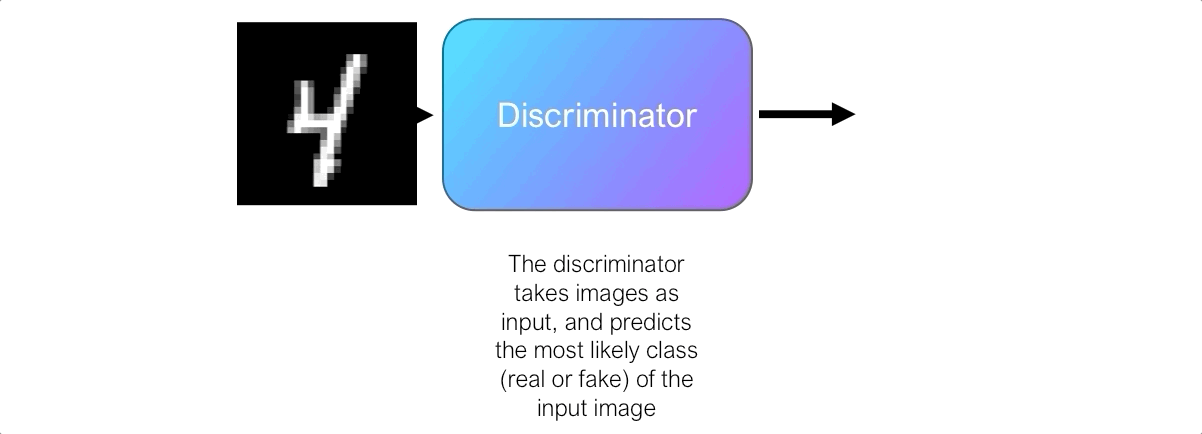 4
Discriminator
The discriminator
takes images as
input, and predicts
the most likely class
(real or fake) of the
input image